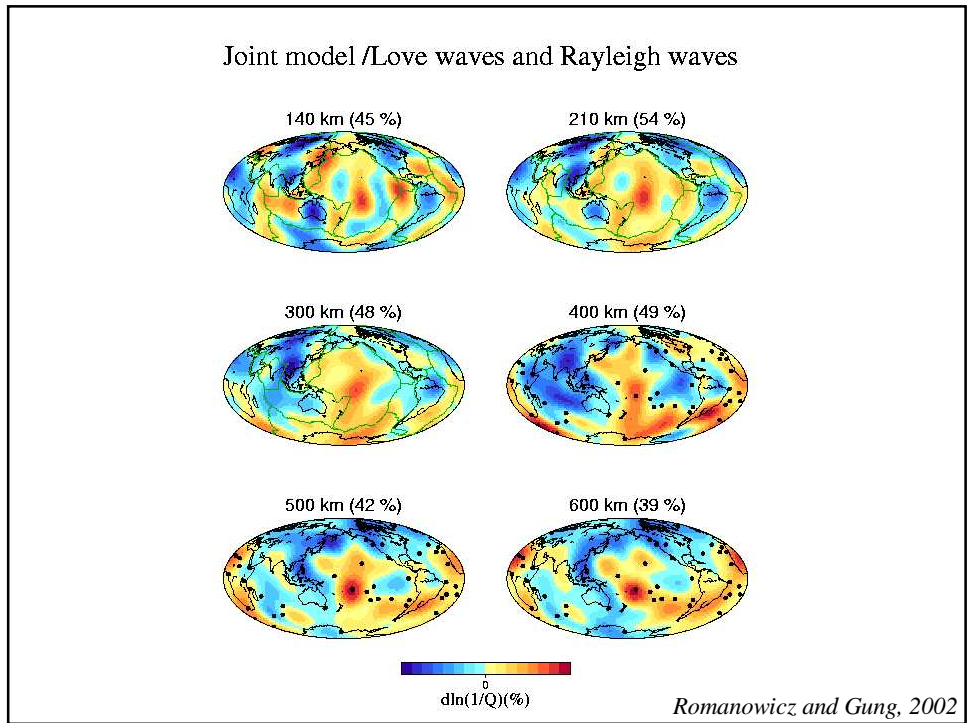 Joint model /Love waves and Rayleigh waves
140 km (45 %)
210 km (54 %)
300 km (48 %)
400 km (49 %)
500 km (42 %)
600 km (39 %)
0
dln(1/Q)(%)
Romanowicz and Gung, 2002